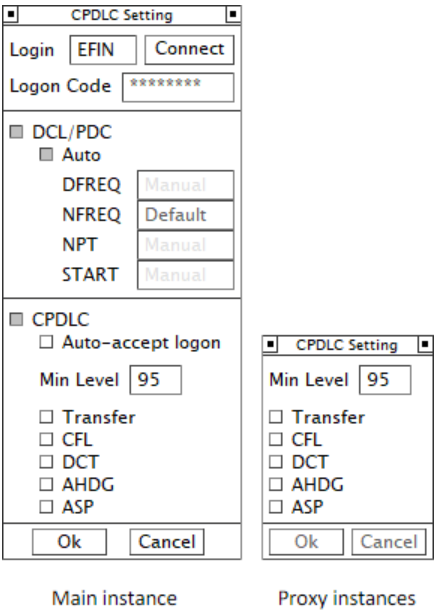 CPDLC Setting
Login EFIN Connect
Logon Code ********
DCL/PDC
Auto
DFREQ Manual
NFREQ Default
NPT Manual
START Manual
CPDLC
Auto-accept logon
Min Level 95
Transfer
CFL
DCT
AHDG
ASP
Ok Cancel
Main instance
CPDLC Setting
Min Level 95
Transfer
CFL
DCT
AHDG
ASP
Ok Cancel
Proxy instances